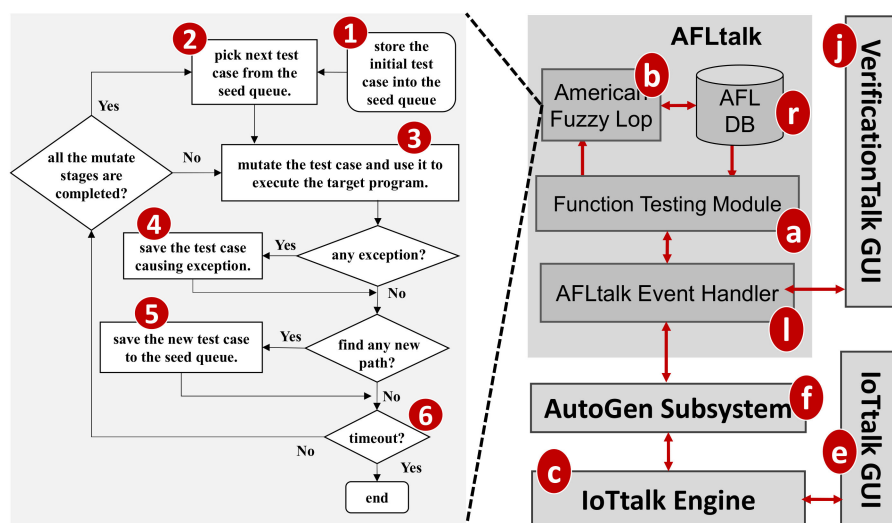 1
store the
initial test
case into the
seed queue
2
pick next test
case from the
seed queue.
Yes
all the mutate
stages are
completed?
No
3
mutate the test case and use it to
execute the target program.
4
save the test case
causing exception.
Yes
any exception?
No
5
save the new test case
to the seed queue.
Yes
find any new
path?
No
6
timeout?
No
Yes
end
AFLtalk
b
American
Fuzzy Lop
AFL
DB
r
Function Testing Module
a
AFLtalk Event Handler
l
AutoGen Subsystem
f
c
IoTtalk Engine
j
VerificationTalk GUI
e
IoTtalk GUI